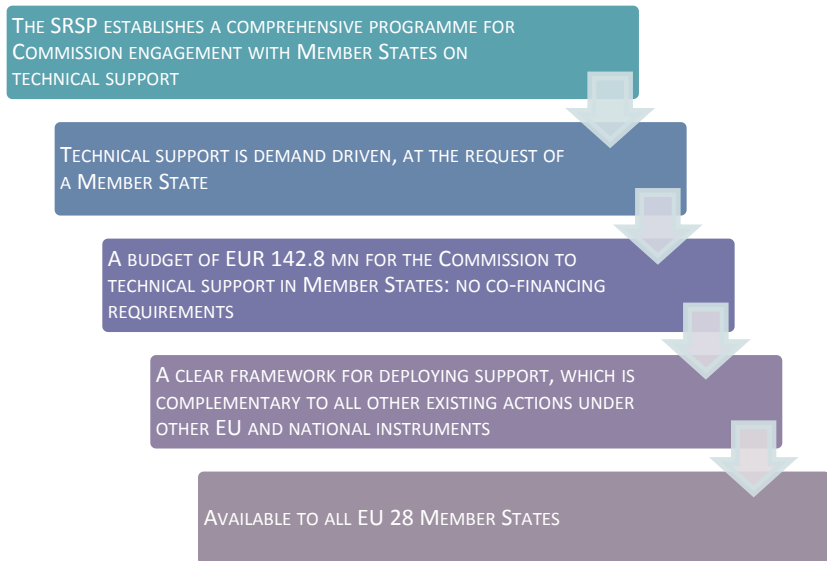 THE SRSP ESTABLISHES A COMPREHENSIVE PROGRAMME FOR
COMMISSION ENGAGEMENT WITH MEMBER STATES ON
TECHNICAL SUPPORT
TECHNICAL SUPPORT IS DEMAND DRIVEN, AT THE REQUEST OF
A MEMBER STATE
A BUDGET OF EUR 142.8 MN FOR THE COMMISSION TO
TECHNICAL SUPPORT IN MEMBER STATES: NO CO-FINANCING
REQUIREMENTS
A CLEAR FRAMEWORK FOR DEPLOYING SUPPORT, WHICH IS
COMPLEMENTARY TO ALL OTHER EXISTING ACTIONS UNDER
OTHER EU AND NATIONAL INSTRUMENTS
AVAILABLE TO ALL EU 28 MEMBER STATES